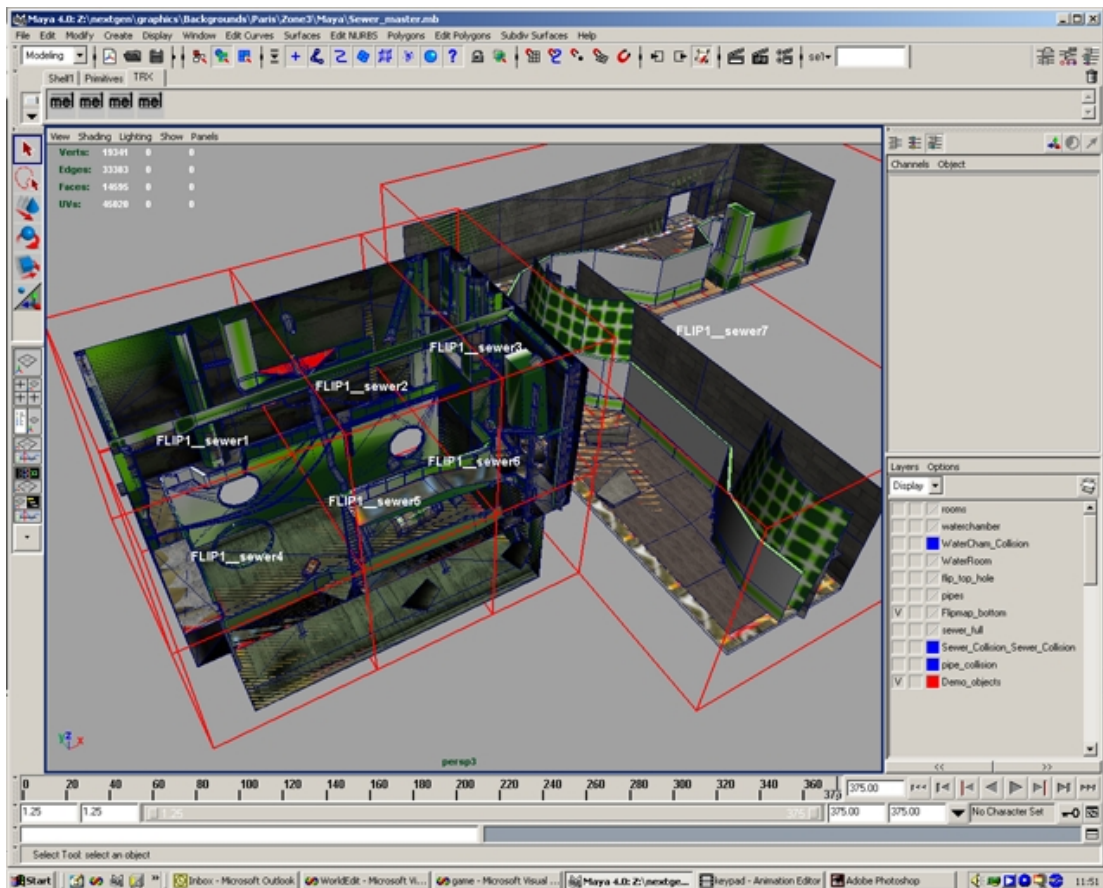 Maya 4.0: Z:\nextgen\graphics\Backgrounds\Paris\Zone3\Maya\Sewer_master.mb
File Edit Modify Create Display Window Edit Curves Surfaces Edit NURBS Polygons Edit Polygons Subdiv Surfaces Help
Modeling
sel
Shelf1 Primitives TRX
mel mel mel mel
View Shading Lighting Show Panels
Verts: 19341 0 0
Edges: 33383 0 0
Faces: 14595 0 0
UVs: 45020 0 0
Channels Object
FLIP1__sewer7
FLIP1__sewer3
FLIP1__sewer2
FLIP1__sewer1
FLIP1__sewer6
FLIP1__sewer5
FLIP1__sewer4
Layers Options
Display
rooms
waterchamber
WaterCham_Collision
WaterRoom
flip_top_hole
pipes
V Flipmap_bottom
sewer_full
Sewer_Collision_Sewer_Collision
pipe_collision
V Demo_objects
persp3
0 20 40 60 80 100 120 140 160 180 200 220 240 260 280 300 320 340 360 375.00
1.25 1.25 1.25 375 375.00 375.00 No Character Set
Select Tool: select an object
Start Inbox - Microsoft Outlook WorldEdit - Microsoft Vi... game - Microsoft Visual ... Maya 4.0: Z:\nextge... keypad - Animation Editor Adobe Photoshop 11:51